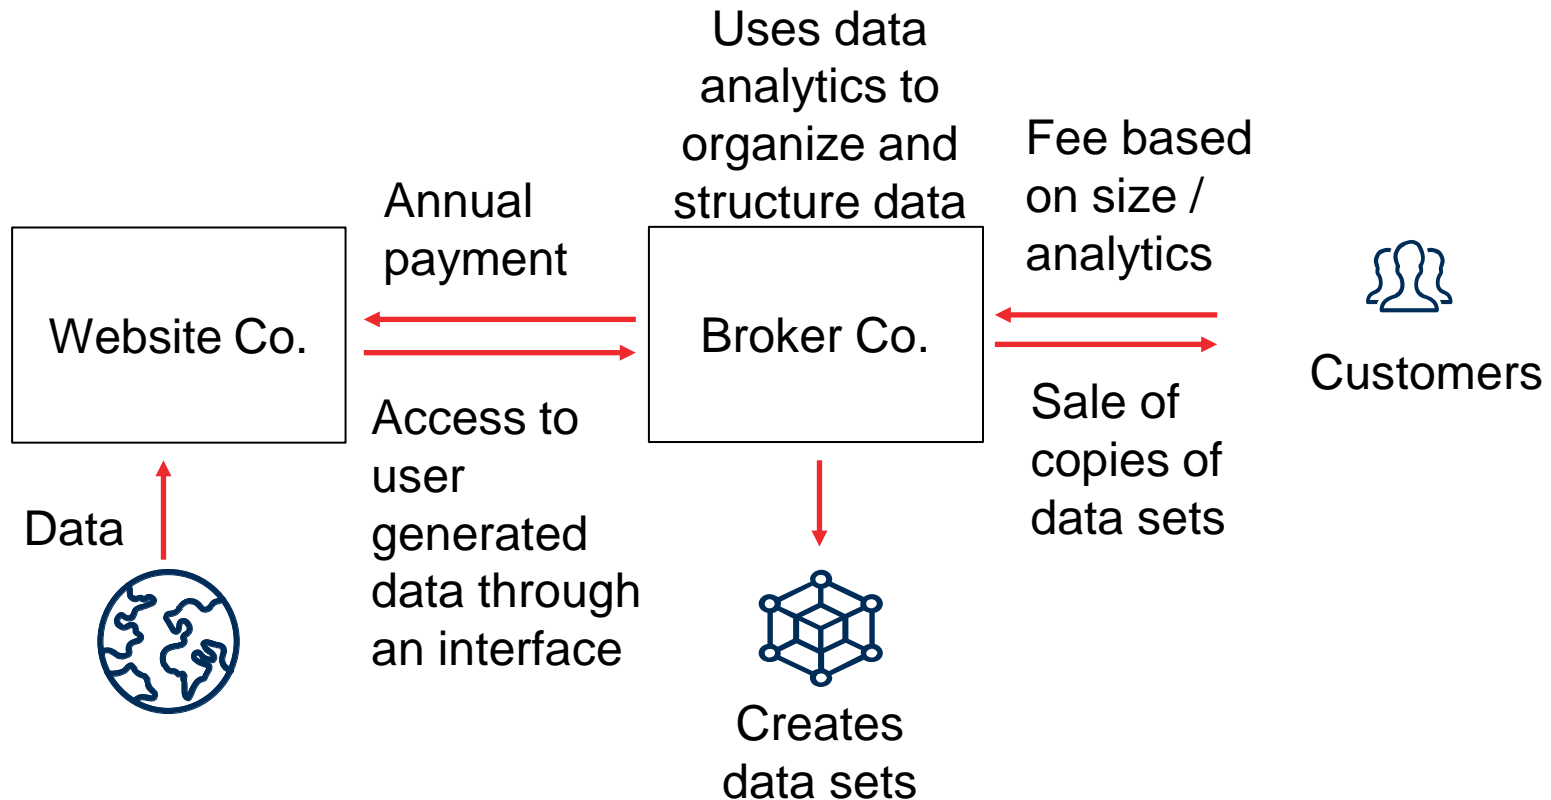 Uses data
analytics to
organize and
structure data
Fee based
on size /
analytics
Annual
payment
Website Co.
Broker Co.
Customers
Access to
user
generated
data through
an interface
Sale of
copies of
data sets
Data
Creates
data sets